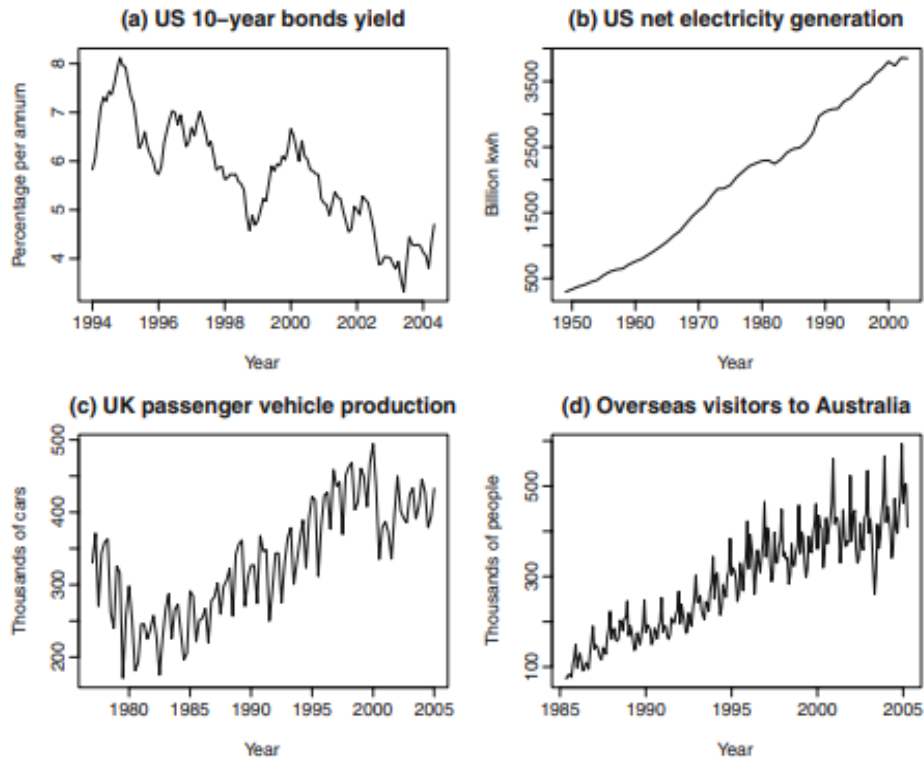 (a) US 10−year bonds yield
Percentage per annum
8
7
6
5
4
1994 1996 1998 2000 2002 2004
Year
(b) US net electricity generation
Billion kwh
3500
2500
1500
500
1950 1960 1970 1980 1990 2000
Year
(c) UK passenger vehicle production
Thousands of cars
500
400
300
200
1980 1985 1990 1995 2000 2005
Year
(d) Overseas visitors to Australia
Thousands of people
500
300
100
1985 1990 1995 2000 2005
Year